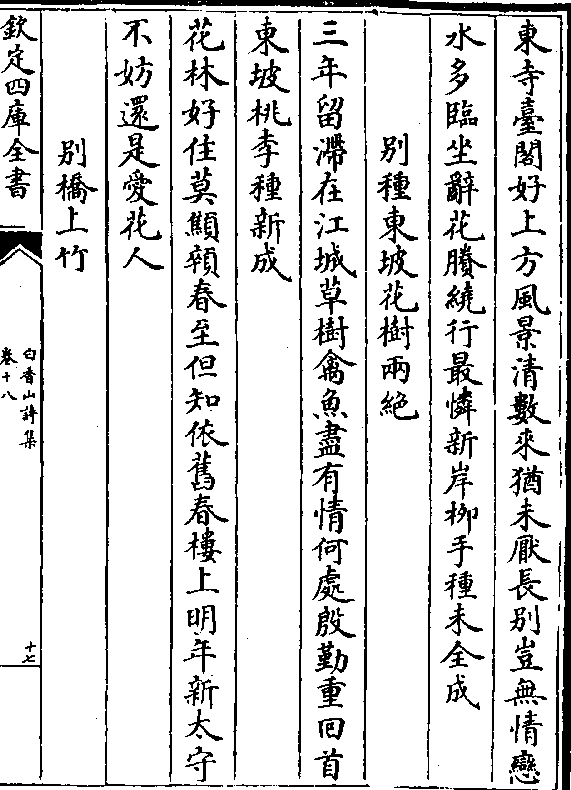 東寺臺閣好上方風景清數來猶未厭長别豈無情戀
水多臨坐辭花賸繞行最憐新岸柳手種未全成
别種東坡花樹兩絶
三年留滯在江城草樹禽魚盡有情何處殷勤重回首
東坡桃李種新成
花林好住莫顦顇春至但知依舊春樓上明年新太守
不妨還是愛花人
别橋上竹
欽定四庫全書
白香山詩集
卷十八
十七